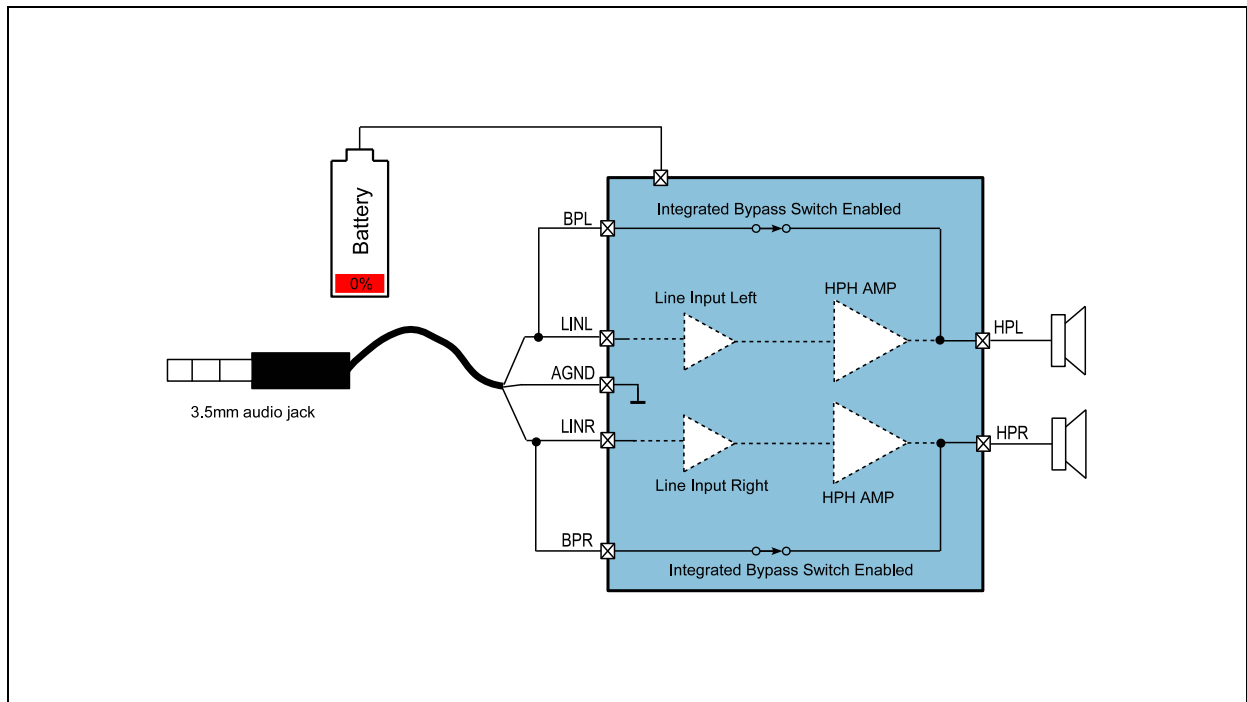 Battery
0%
Integrated Bypass Switch Enabled
BPL
Line Input Left
HPH AMP
LINL
HPL
AGND
3.5mm audio jack
LINR
HPR
Line Input Right
HPH AMP
BPR
Integrated Bypass Switch Enabled